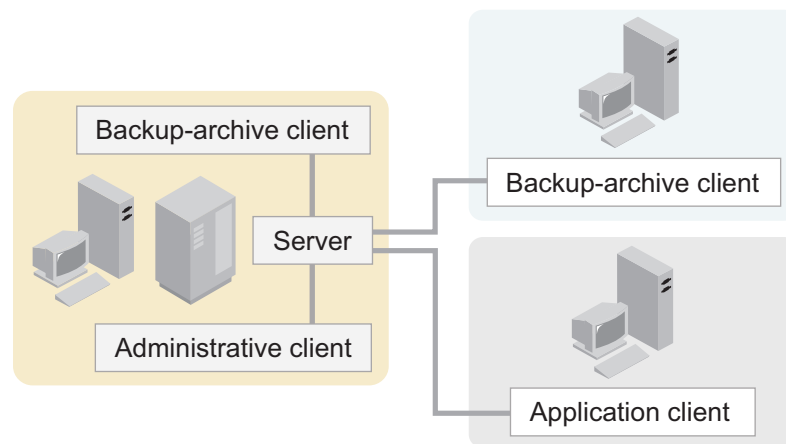 Backup-archive client
Server
Administrative client
Backup-archive client
Application client